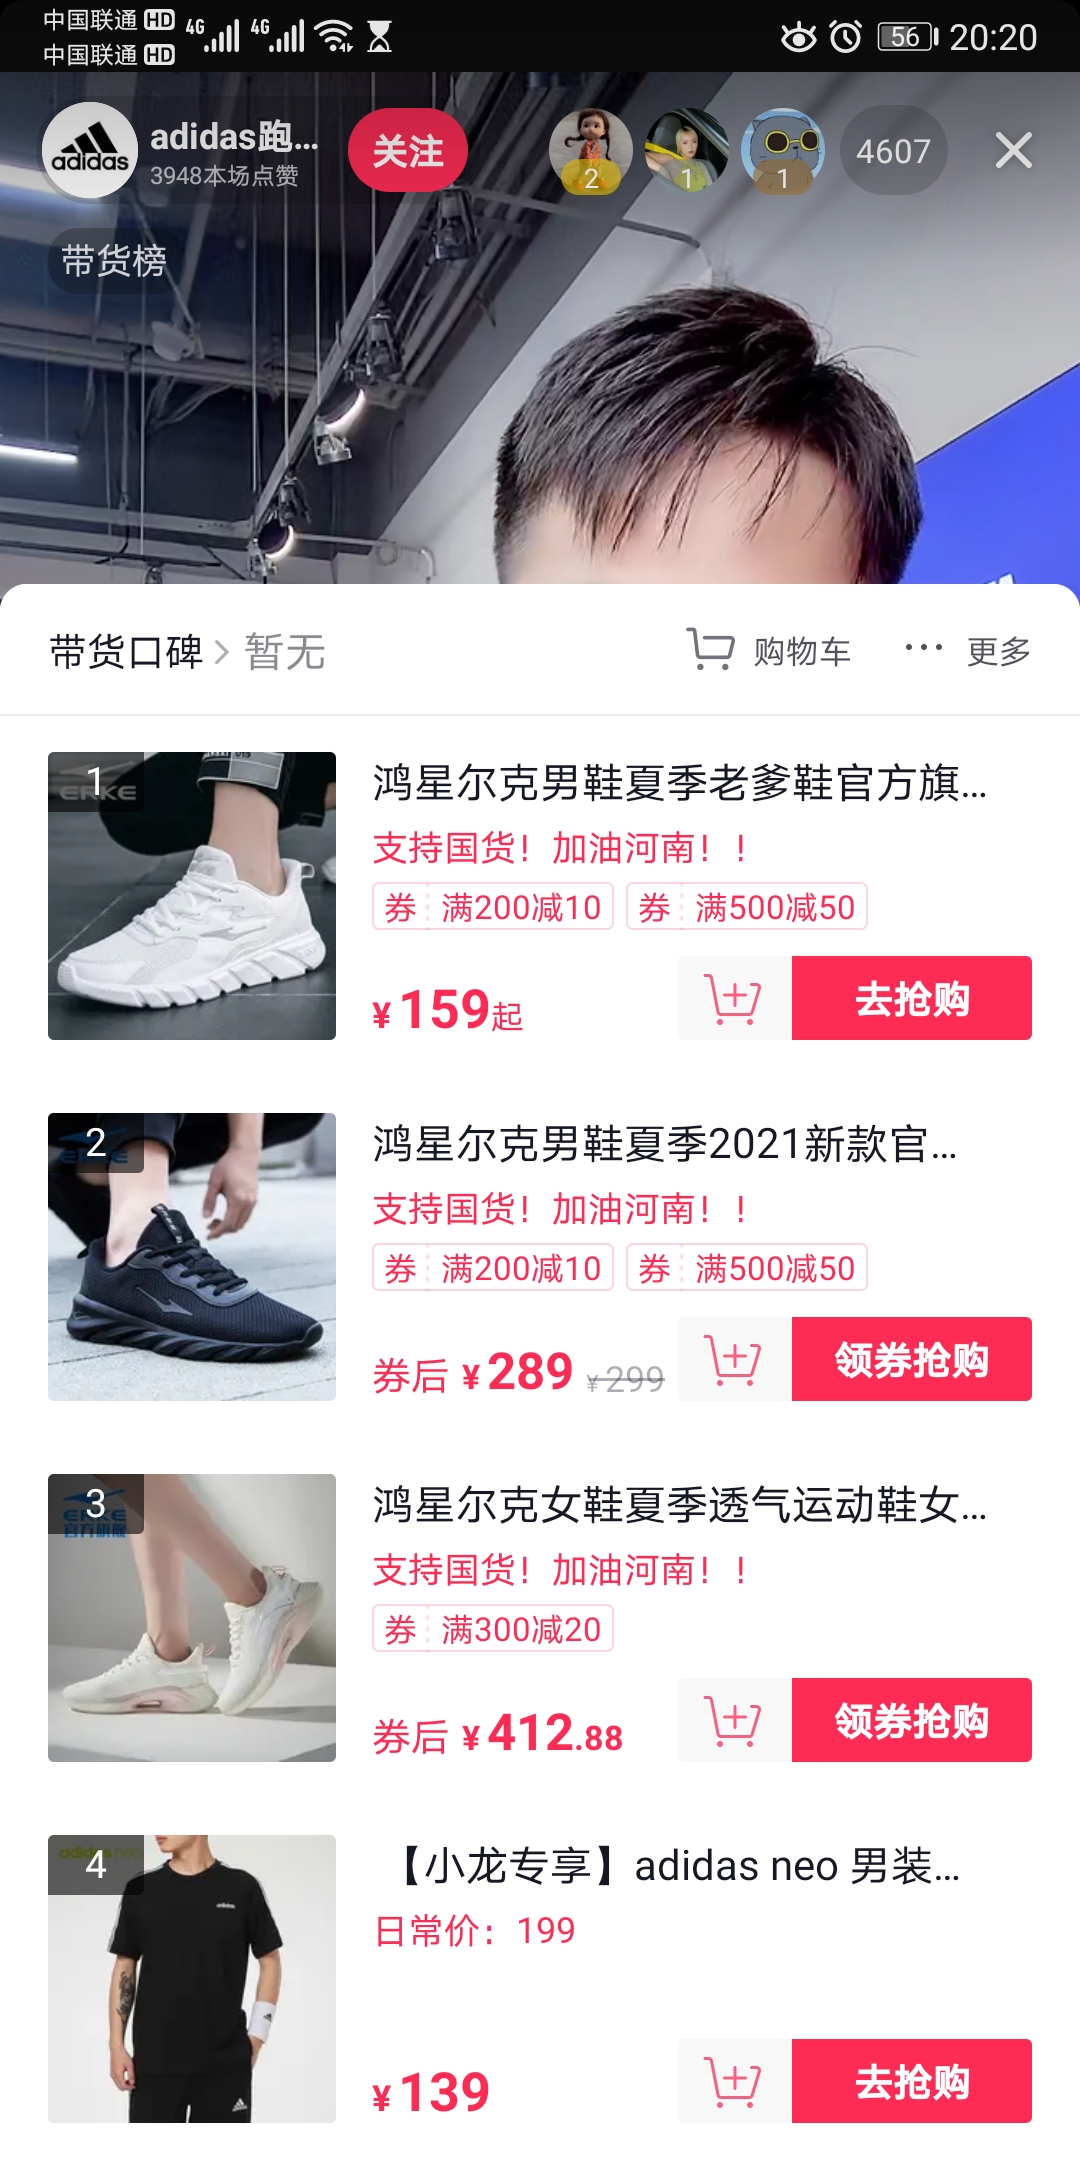 中国联通 HD 4G 4G 56 20:20
中国联通 HD
adidas
adidas跑...
3948本场点赞
关注
2
1
1
4607
带货榜
带货口碑 > 暂无
购物车
··· 更多
1
ERKE
鸿星尔克男鞋夏季老爹鞋官方旗...
支持国货！加油河南！！
券 满200减10 券 满500减50
¥159起
去抢购
2
鸿星尔克男鞋夏季2021新款官...
支持国货！加油河南！！
券 满200减10 券 满500减50
券后 ¥289 ¥299
领券抢购
3
ERKE
官方旗舰
鸿星尔克女鞋夏季透气运动鞋女...
支持国货！加油河南！！
券 满300减20
券后 ¥412.88
领券抢购
4
adidas neo
adidas
【小龙专享】adidas neo 男装...
日常价：199
¥139
去抢购